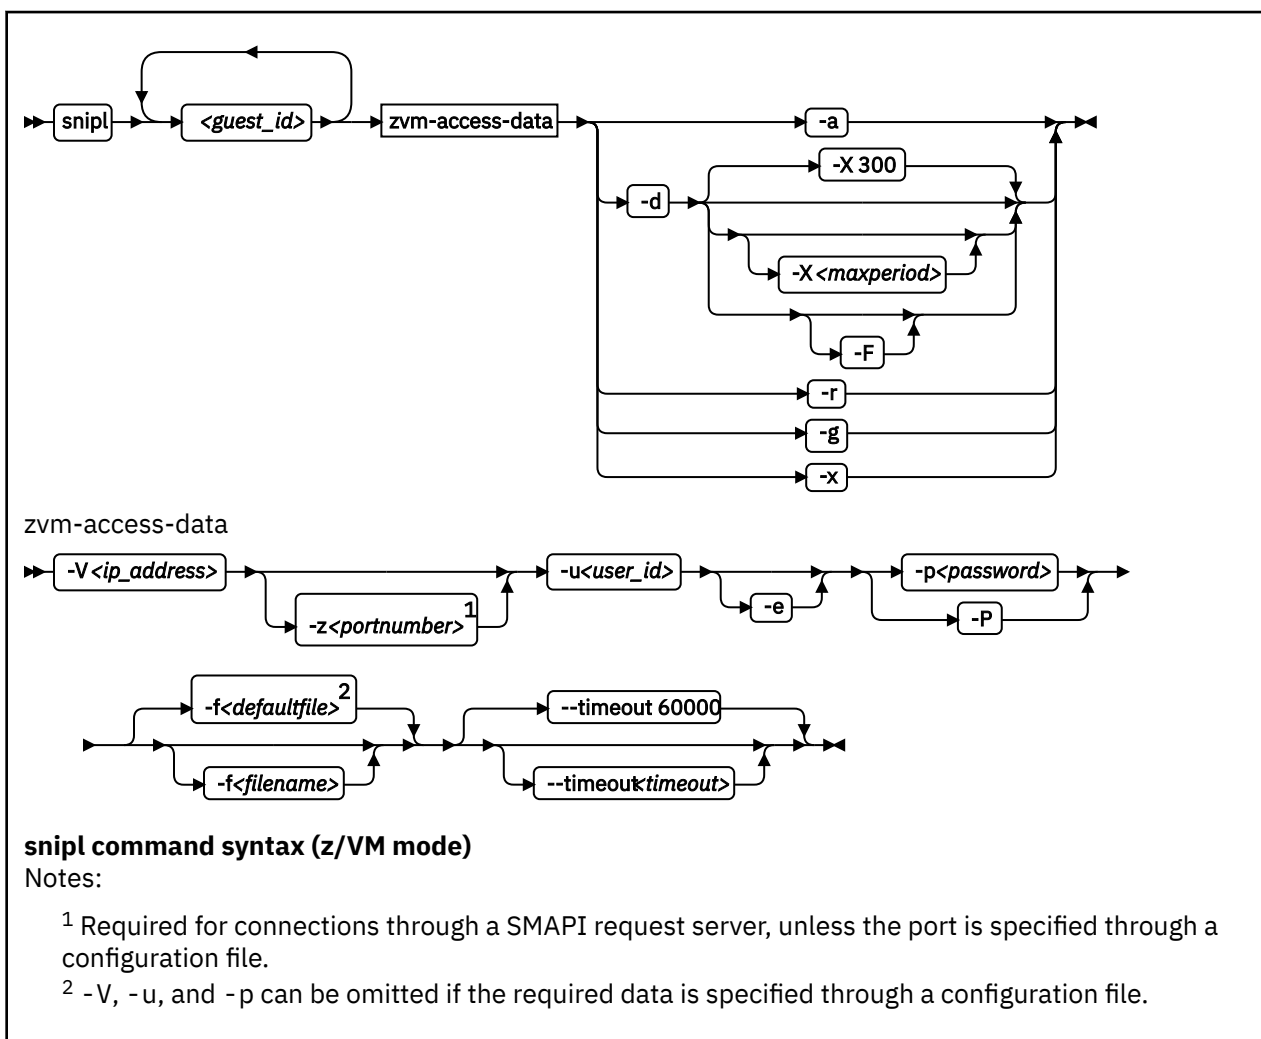 snipl <guest_id> zvm-access-data -a
-X 300
-d
-X <maxperiod>
-F
-r
-g
-x
zvm-access-data
-V <ip_address> -u<user_id> -p<password>
-z<portnumber> 1 -e -P
-f<defaultfile> 2 --timeout 60000
-f<filename> --timeout<timeout>
snipl command syntax (z/VM mode)
Notes:
1 Required for connections through a SMAPI request server, unless the port is specified through a
configuration file.
2 -V, -u, and -p can be omitted if the required data is specified through a configuration file.